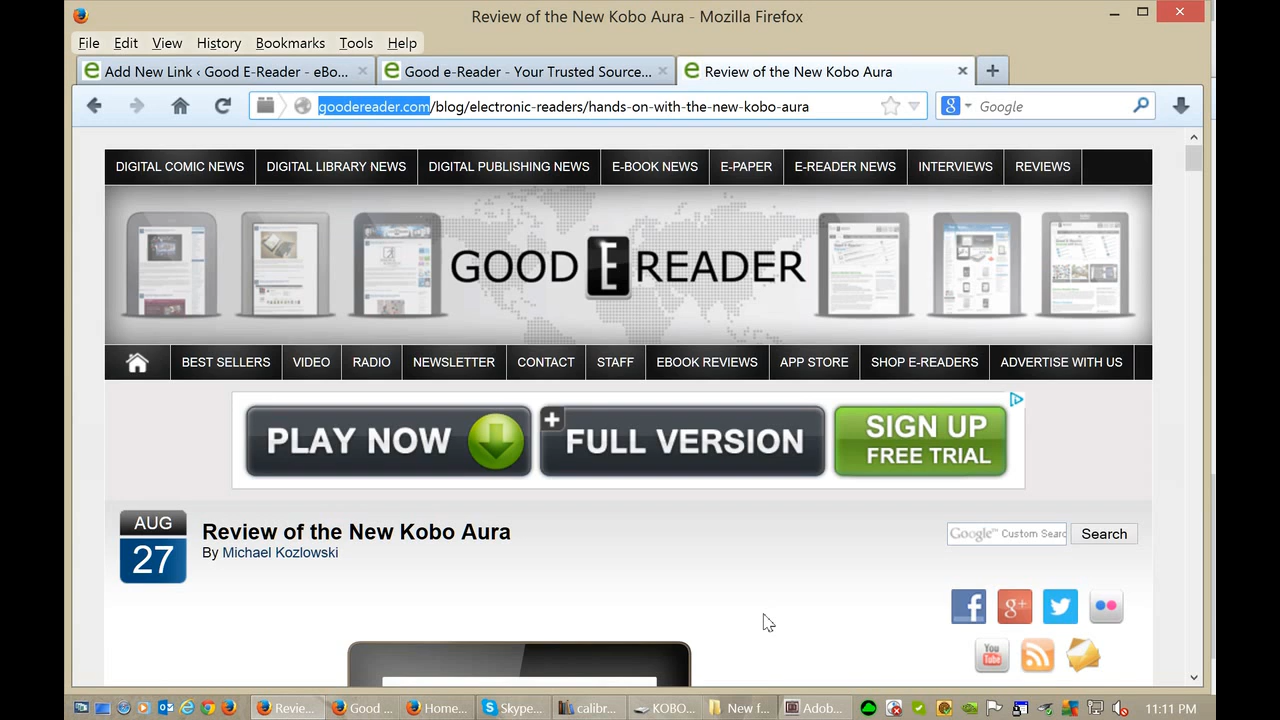 Review of the New Kobo Aura - Mozilla Firefox
File Edit View History Bookmarks Tools Help
Add New Link ‹ Good E-Reader - eBo... Good e-Reader - Your Trusted Source... Review of the New Kobo Aura
goodereader.com/blog/electronic-readers/hands-on-with-the-new-kobo-aura
8 Google
DIGITAL COMIC NEWS DIGITAL LIBRARY NEWS DIGITAL PUBLISHING NEWS E-BOOK NEWS E-PAPER E-READER NEWS INTERVIEWS REVIEWS
GOOD E READER
BEST SELLERS VIDEO RADIO NEWSLETTER CONTACT STAFF EBOOK REVIEWS APP STORE SHOP E-READERS ADVERTISE WITH US
PLAY NOW + FULL VERSION SIGN UP
FREE TRIAL
AUG
27
Review of the New Kobo Aura
By Michael Kozlowski
Google™ Custom Searc Search
f g+
You
Tube
Revie... Good ... Home... Skype... calibr... KOBO... New f... Adob... 11:11 PM